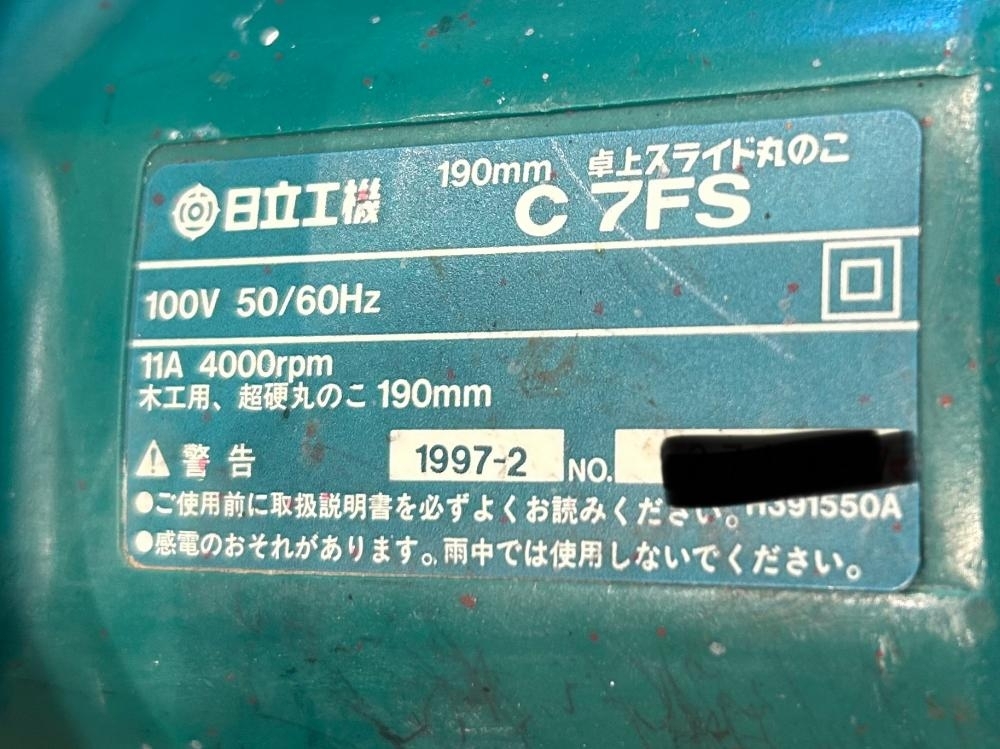 190mm 卓上スライド丸のこ
日立工機 C 7FS
100V 50/60Hz
11A 4000rpm
木工用、超硬丸のこ 190mm
警告 1997-2 NO.
●ご使用前に取扱説明書を必ずよくお読みください。 391550A
●感電のおそれがあります。雨中では使用しないでください。